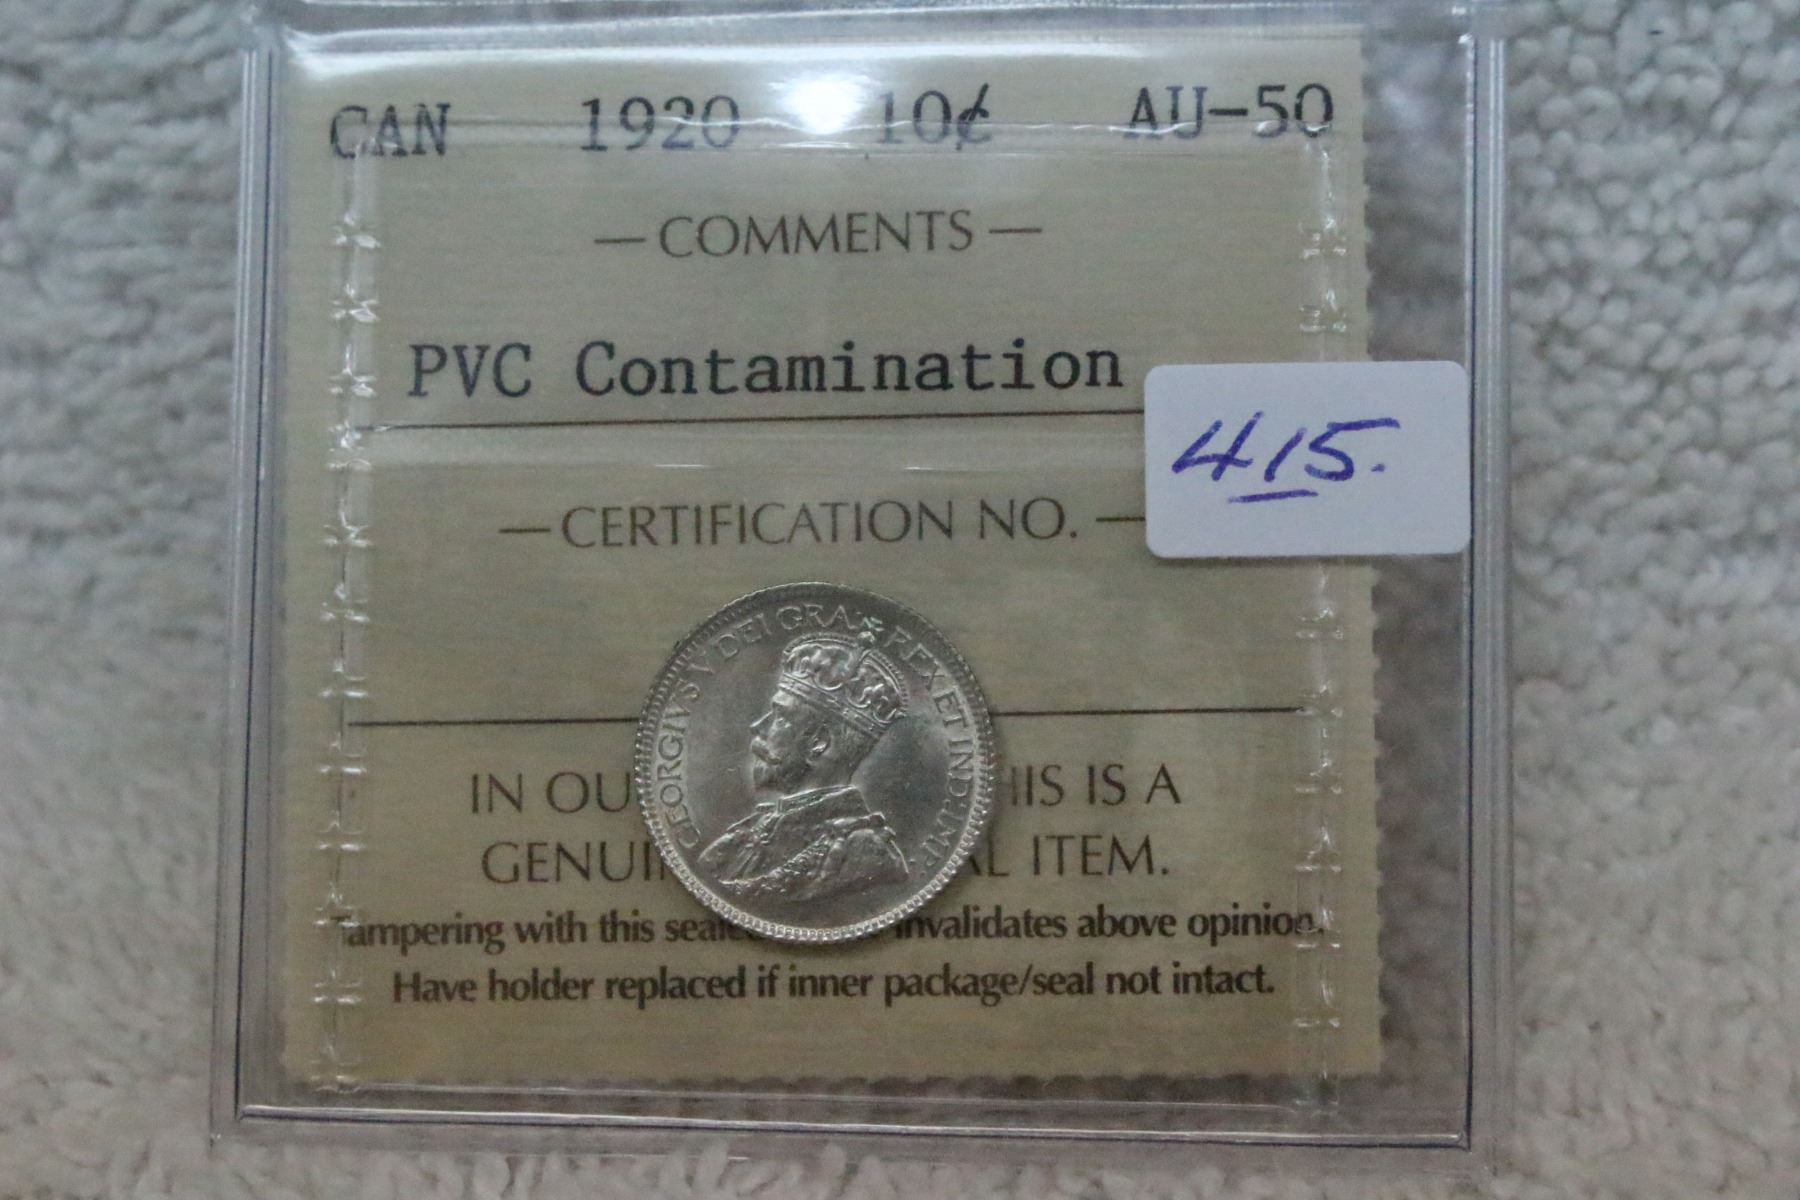 CAN 1920 10¢ AU-50
— COMMENTS —
PVC Contamination
415.
— CERTIFICATION NO. —
GEORGIVS V DEI GRA: REX ET IND:IMP:
IN OU HIS IS A
GENUI AL ITEM.
Tampering with this seale invalidates above opinion.
Have holder replaced if inner package/seal not intact.